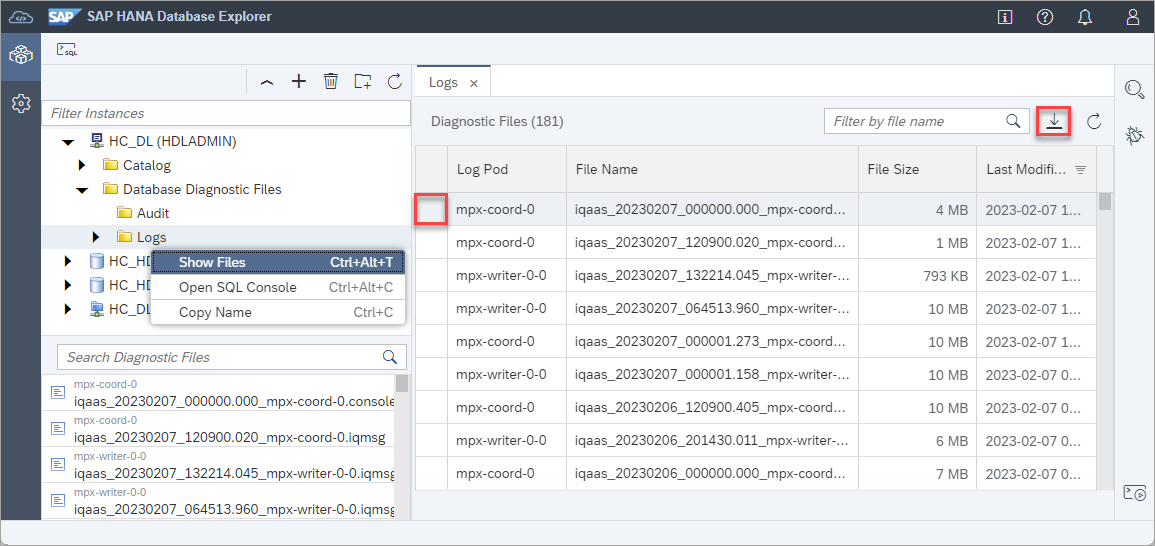 SAP SAP HANA Database Explorer
SQL
Filter Instances
HC_DL (HDLADMIN)
Catalog
Database Diagnostic Files
Audit
Logs
HC_HD
HC_HD
HC_DL
Show Files Ctrl+Alt+T
Open SQL Console Ctrl+Alt+C
Copy Name Ctrl+C
Search Diagnostic Files
mpx-coord-0
iqaas_20230207_000000.000_mpx-coord-0.console
mpx-coord-0
iqaas_20230207_120900.020_mpx-coord-0.iqmsg
mpx-writer-0-0
iqaas_20230207_132214.045_mpx-writer-0-0.iqmsg
mpx-writer-0-0
iqaas_20230207_064513.960_mpx-writer-0-0.iqmsg
Logs
Diagnostic Files (181)
Filter by file name
Log Pod File Name File Size Last Modifi...
mpx-coord-0 iqaas_20230207_000000.000_mpx-coord... 4 MB 2023-02-07 1...
mpx-coord-0 iqaas_20230207_120900.020_mpx-coord... 1 MB 2023-02-07 1...
mpx-writer-0-0 iqaas_20230207_132214.045_mpx-writer-... 793 KB 2023-02-07 1...
mpx-writer-0-0 iqaas_20230207_064513.960_mpx-writer-... 10 MB 2023-02-07 1...
mpx-coord-0 iqaas_20230207_000001.273_mpx-coord... 10 MB 2023-02-07 1...
mpx-writer-0-0 iqaas_20230207_000001.158_mpx-writer-... 10 MB 2023-02-07 0...
mpx-coord-0 iqaas_20230206_120900.405_mpx-coord... 10 MB 2023-02-07 0...
mpx-writer-0-0 iqaas_20230206_201430.011_mpx-writer-... 6 MB 2023-02-07 0...
mpx-coord-0 iqaas_20230206_000000.000_mpx-coord... 7 MB 2023-02-07 0...